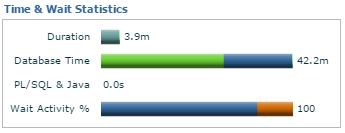 Time & Wait Statistics
Duration 3.9m
Database Time 42.2m
PL/SQL & Java 0.0s
Wait Activity % 100